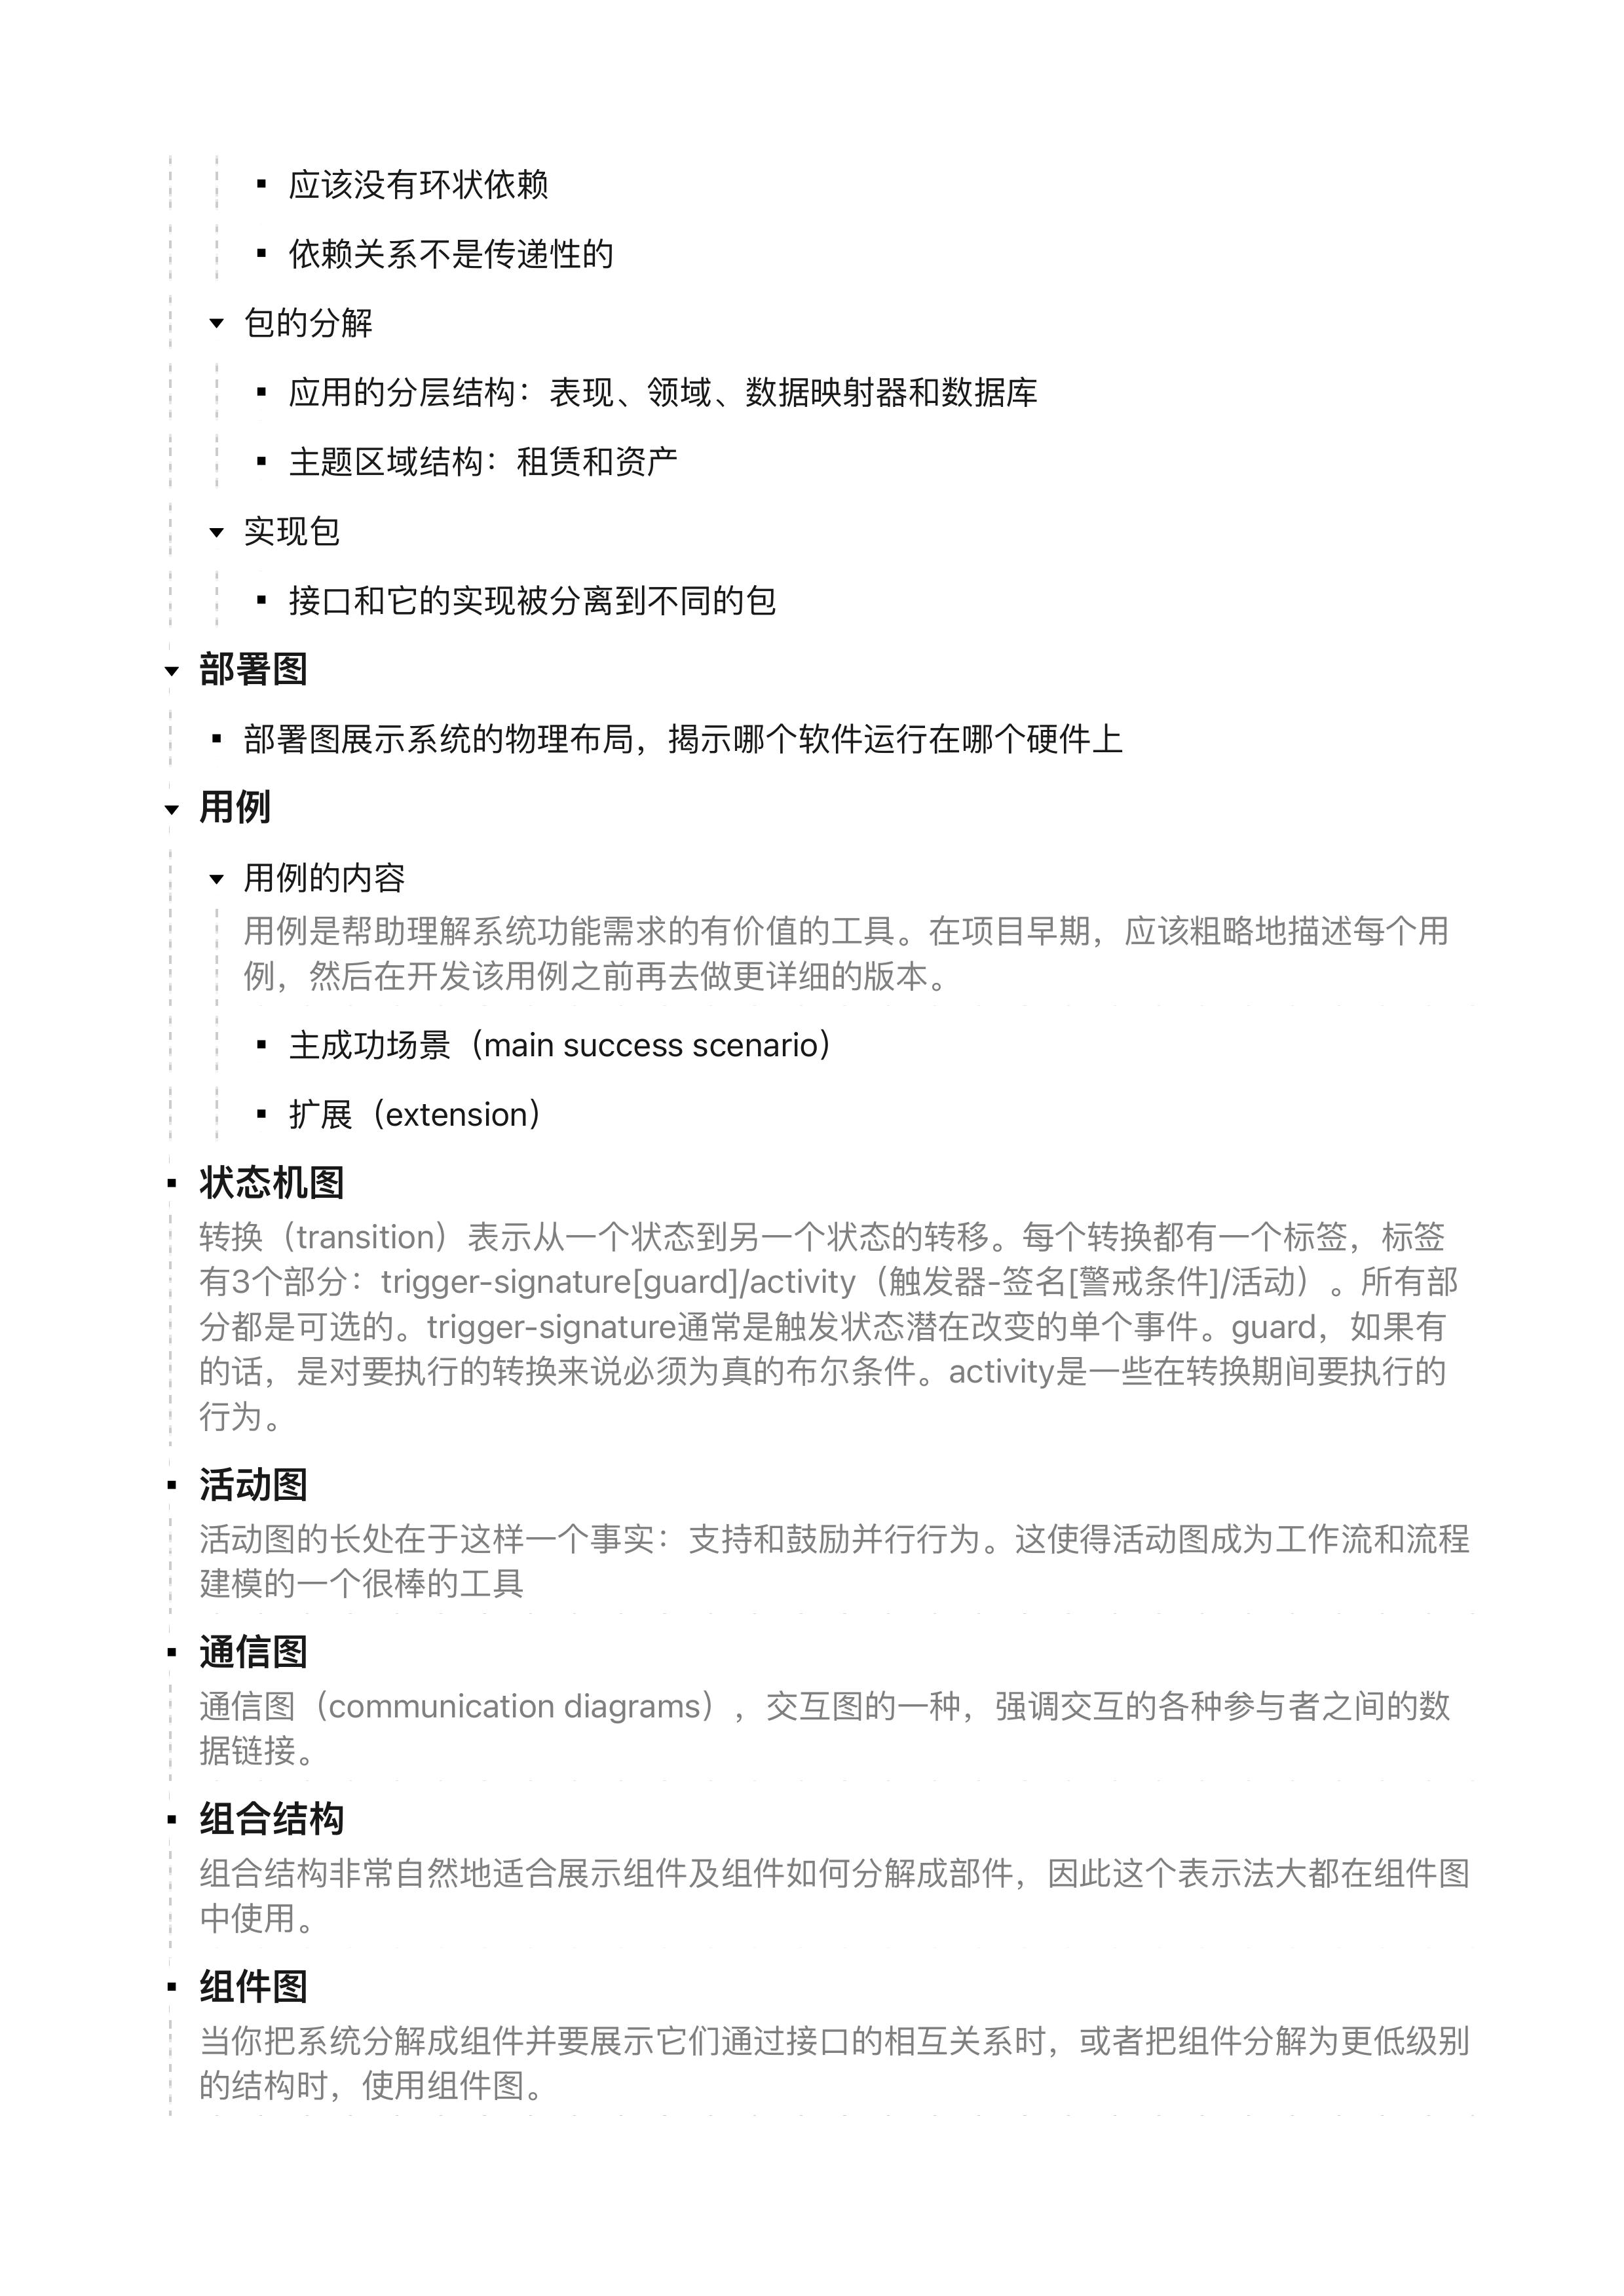 应该没有环状依赖
依赖关系不是传递性的
包的分解
应用的分层结构：表现、领域、数据映射器和数据库
主题区域结构：租赁和资产
实现包
接口和它的实现被分离到不同的包
部署图
部署图展示系统的物理布局，揭示哪个软件运行在哪个硬件上
用例
用例的内容
用例是帮助理解系统功能需求的有价值的工具。在项目早期，应该粗略地描述每个用
例，然后在开发该用例之前再去做更详细的版本。
主成功场景（main success scenario）
扩展（extension）
状态机图
转换（transition）表示从一个状态到另一个状态的转移。每个转换都有一个标签，标签
有3个部分：trigger-signature[guard]/activity（触发器-签名[警戒条件]/活动）。所有部
分都是可选的。trigger-signature通常是触发状态潜在改变的单个事件。guard，如果有
的话，是对要执行的转换来说必须为真的布尔条件。activity是一些在转换期间要执行的
行为。
活动图
活动图的长处在于这样一个事实：支持和鼓励并行行为。这使得活动图成为工作流和流程
建模的一个很棒的工具
通信图
通信图（communication diagrams），交互图的一种，强调交互的各种参与者之间的数
据链接。
组合结构
组合结构非常自然地适合展示组件及组件如何分解成部件，因此这个表示法大都在组件图
中使用。
组件图
当你把系统分解成组件并要展示它们通过接口的相互关系时，或者把组件分解为更低级别
的结构时，使用组件图。